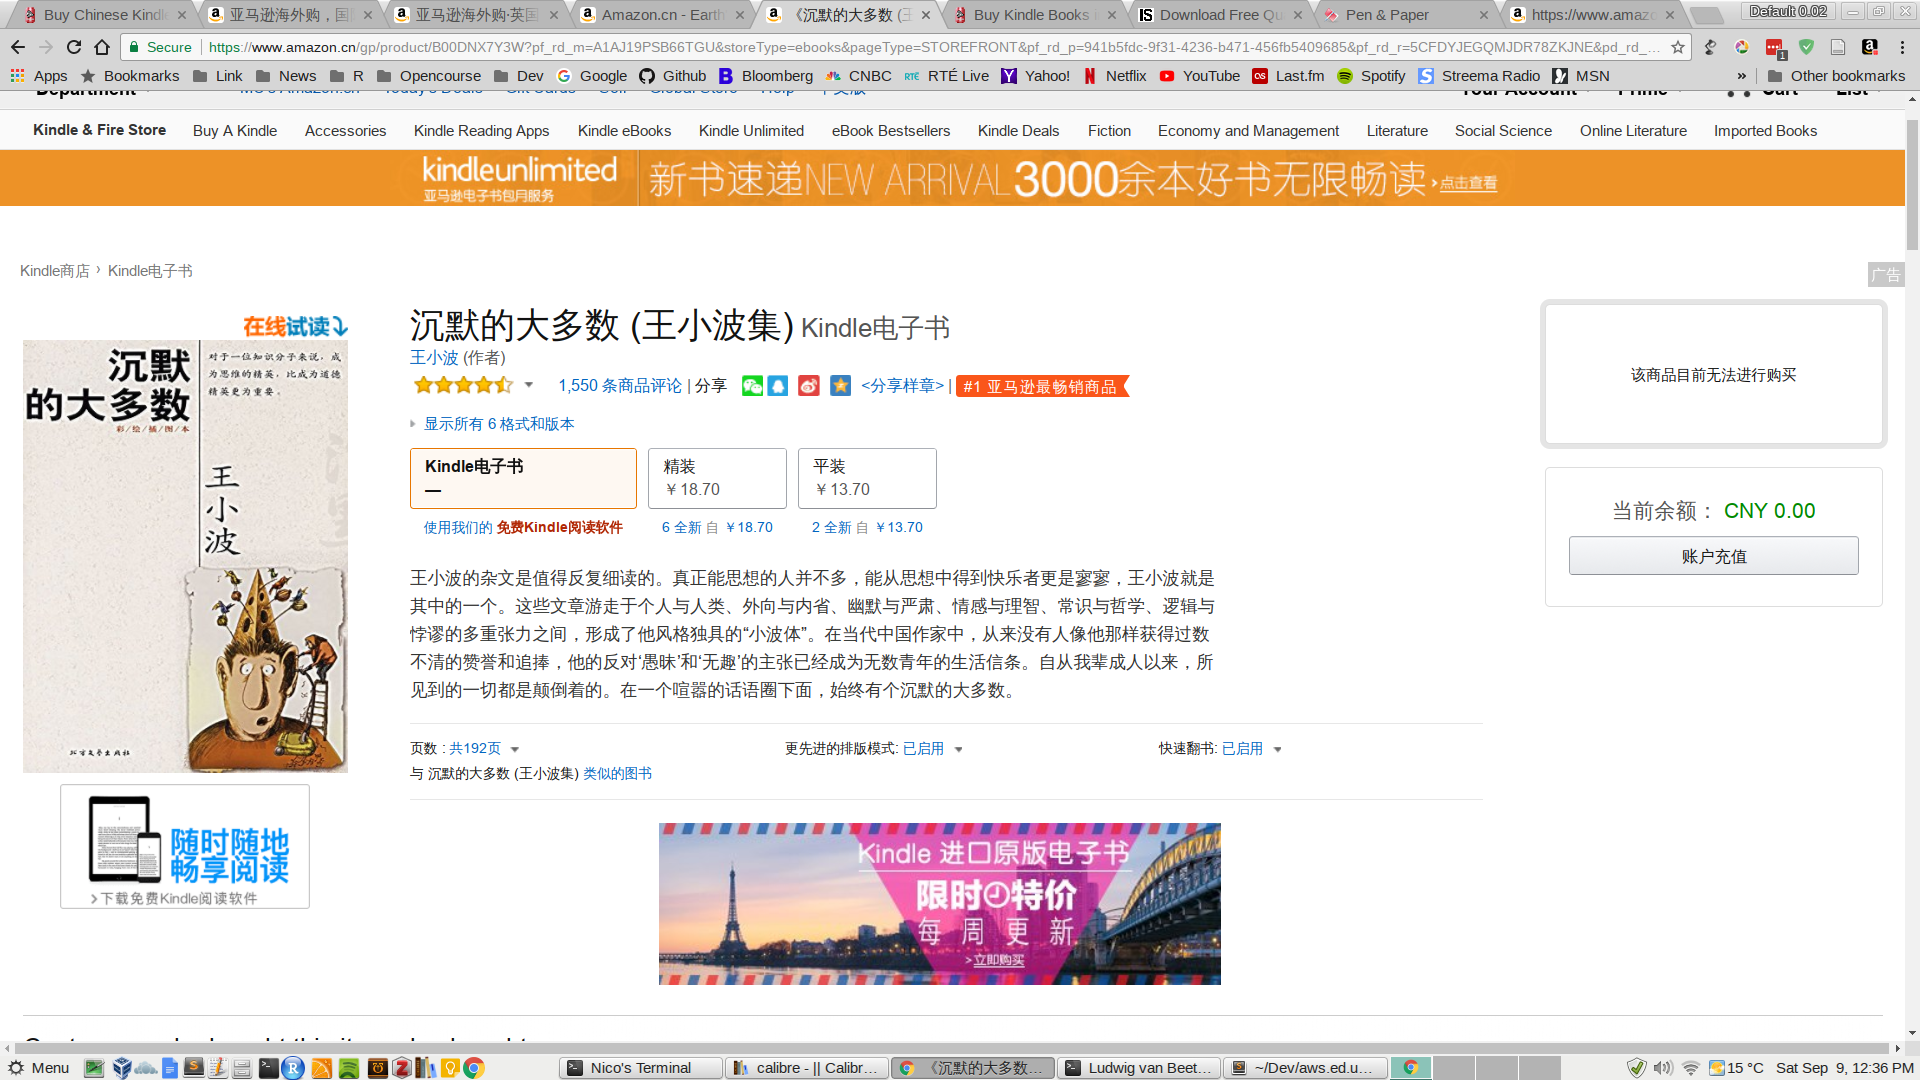 Buy Chinese Kindl
亚马逊海外购，国
亚马逊海外购·英国
Amazon.cn - Earth
《沉默的大多数 (王
Buy Kindle Books i
Download Free Qu
Pen & Paper
https://www.amazo
Default 0.02
Secure https://www.amazon.cn/gp/product/B00DNX7Y3W?pf_rd_m=A1AJ19PSB66TGU&storeType=ebooks&pageType=STOREFRONT&pf_rd_p=941b5fdc-9f31-4236-b471-456fb5409685&pf_rd_r=5CFDYJEGQMJDR78ZKJNE&pd_rd_...
Apps Bookmarks Link News R Opencourse Dev Google Github Bloomberg CNBC RTÉ Live Yahoo! Netflix YouTube Last.fm Spotify Streema Radio MSN » Other bookmarks
Kindle & Fire Store Buy A Kindle Accessories Kindle Reading Apps Kindle eBooks Kindle Unlimited eBook Bestsellers Kindle Deals Fiction Economy and Management Literature Social Science Online Literature Imported Books
kindleunlimited
亚马逊电子书包月服务
新书速递NEW ARRIVAL 3000余本好书无限畅读 ›点击查看
Kindle商店 › Kindle电子书
广告
在线试读
沉默
的大多数
彩/绘/插/图/本
对于一位知识分子来说，成
为思维的精英，比成为道德
精英更为重要。
王
小
波
北方文艺出版社
随时随地
畅享阅读
>下载免费Kindle阅读软件
沉默的大多数 (王小波集) Kindle电子书
王小波 (作者)
1,550 条商品评论 | 分享 <分享样章> | #1 亚马逊最畅销商品
显示所有 6 格式和版本
Kindle电子书
—
精装
￥18.70
平装
￥13.70
使用我们的 免费Kindle阅读软件
6 全新 自 ￥18.70
2 全新 自 ￥13.70
王小波的杂文是值得反复细读的。真正能思想的人并不多，能从思想中得到快乐者更是寥寥，王小波就是
其中的一个。这些文章游走于个人与人类、外向与内省、幽默与严肃、情感与理智、常识与哲学、逻辑与
悖谬的多重张力之间，形成了他风格独具的“小波体”。在当代中国作家中，从来没有人像他那样获得过数
不清的赞誉和追捧，他的反对‘愚昧’和‘无趣’的主张已经成为无数青年的生活信条。自从我辈成人以来，所
见到的一切都是颠倒着的。在一个喧嚣的话语圈下面，始终有个沉默的大多数。
页数 : 共192页
更先进的排版模式: 已启用
快速翻书: 已启用
与 沉默的大多数 (王小波集) 类似的图书
Kindle 进口原版电子书
限时特价
每周更新
>立即购买
该商品目前无法进行购买
当前余额： CNY 0.00
账户充值
Menu
Nico's Terminal
calibre - || Calibr...
《沉默的大多数...
Ludwig van Beet...
~/Dev/aws.ed.u...
15 °C
Sat Sep 9, 12:36 PM